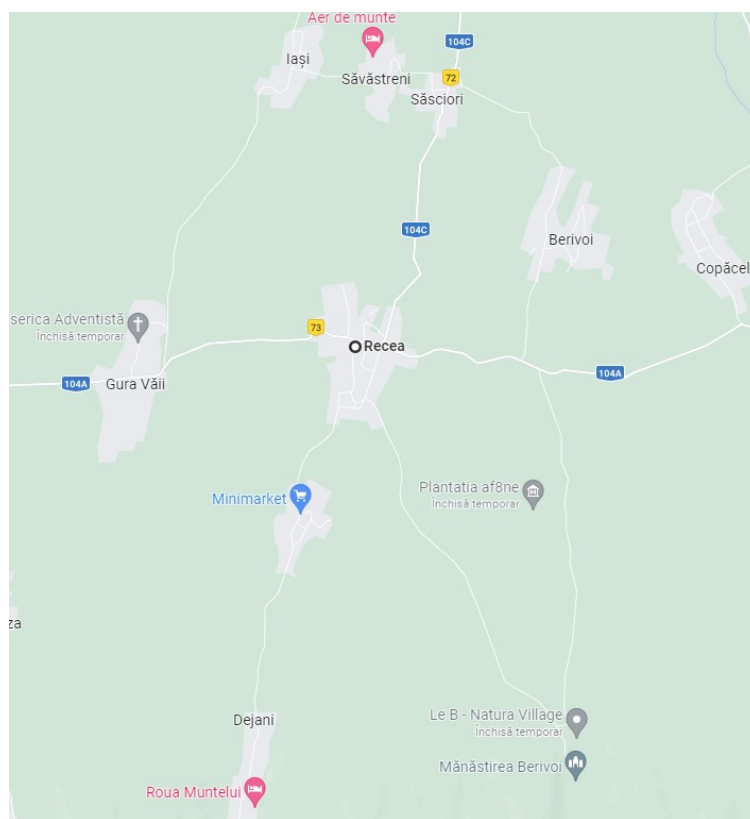 Aer de munte
104C
Iași
Săvăstreni
72
Săsciori
104C
Berivoi
Copăcel
serica Adventistă
Închisă temporar
73
Recea
104A
Gura Văii
104A
Minimarket
Plantatia af8ne
Închisă temporar
za
Dejani
Le B - Natura Village
Închisă temporar
Mănăstirea Berivoi
Roua Muntelui